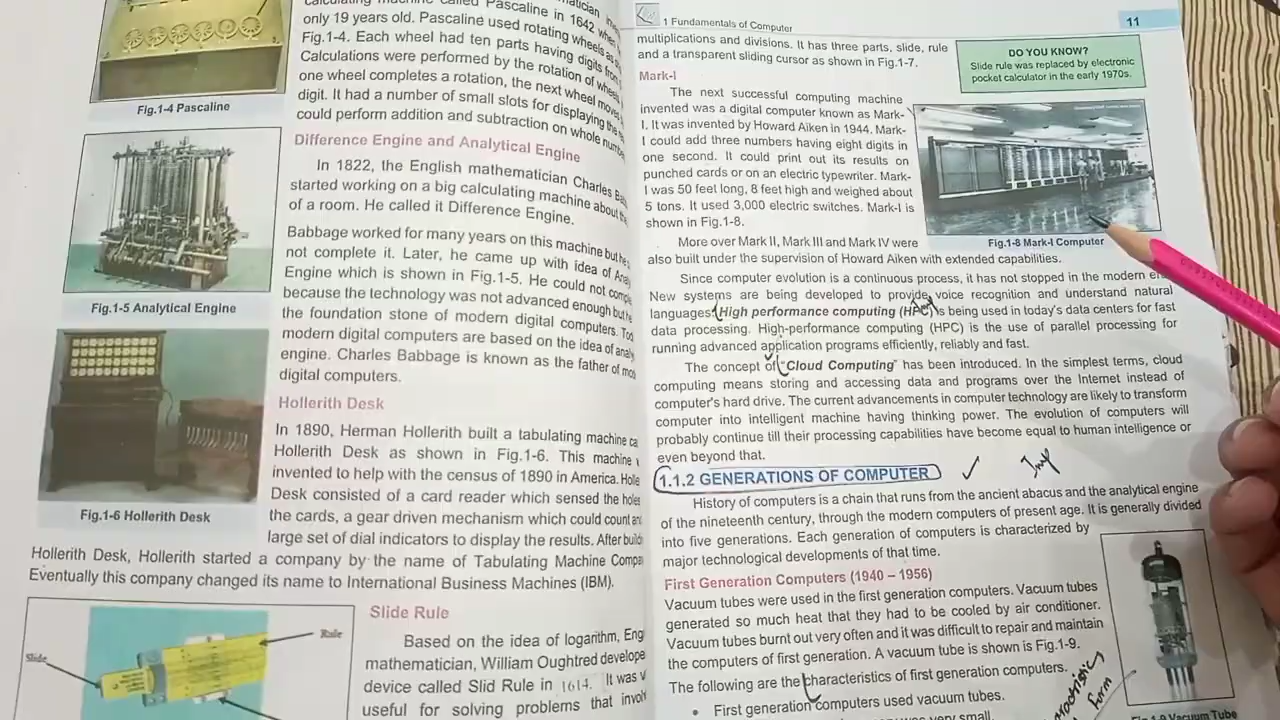 Pascaline in 1642
only 19 years old. Pascaline used rotating wheels as
Fig.1-4. Each wheel had ten parts having digits from
Calculations were performed by the rotation of
one wheel completes a rotation, the next wheel
digit. It had a number of small slots for displaying the
could perform addition and subtraction on whole
Fig.1-4 Pascaline
Difference Engine and Analytical Engine
In 1822, the English mathematician Charles
started working on a big calculating machine about the
of a room. He called it Difference Engine.
Babbage worked for many years on this machine but he
not complete it. Later, he came up with idea of
Engine which is shown in Fig.1-5. He could not
because the technology was not advanced enough but he
the foundation stone of modern digital computers.
modern digital computers are based on the idea of
engine. Charles Babbage is known as the father of
digital computers.
Fig.1-5 Analytical Engine
Hollerith Desk
In 1890, Herman Hollerith built a tabulating machine
Hollerith Desk as shown in Fig.1-6. This machine
invented to help with the census of 1890 in America.
Desk consisted of a card reader which sensed the holes
the cards, a gear driven mechanism which could count and
large set of dial indicators to display the results. After
Fig.1-6 Hollerith Desk
Hollerith Desk, Hollerith started a company by the name of Tabulating Machine
Eventually this company changed its name to International Business Machines (IBM).
Slide Rule
Based on the idea of logarithm,
mathematician, William Oughtred
device called Slid Rule in 1614. It was
useful for solving problems that
Rule
Slide
1 Fundamentals of Computer
11
multiplications and divisions. It has three parts, slide, rule
and a transparent sliding cursor as shown in Fig.1-7.
DO YOU KNOW?
Slide rule was replaced by electronic
pocket calculator in the early 1970s.
Mark-I
The next successful computing machine
invented was a digital computer known as Mark-
I. It was invented by Howard Aiken in 1944. Mark-
I could add three numbers having eight digits in
one second. It could print out its results on
punched cards or on an electric typewriter. Mark-
I was 50 feet long, 8 feet high and weighed about
5 tons. It used 3,000 electric switches. Mark-I is
shown in Fig.1-8.
Fig.1-8 Mark-I Computer
More over Mark II, Mark III and Mark IV were
also built under the supervision of Howard Aiken with extended capabilities.
Since computer evolution is a continuous process, it has not stopped in the modern
New systems are being developed to provide voice recognition and understand natural
languages. High performance computing (HPC) is being used in today's data centers for fast
data processing. High-performance computing (HPC) is the use of parallel processing for
running advanced application programs efficiently, reliably and fast.
The concept of "Cloud Computing" has been introduced. In the simplest terms, cloud
computing means storing and accessing data and programs over the Internet instead of
computer's hard drive. The current advancements in computer technology are likely to transform
computer into intelligent machine having thinking power. The evolution of computers will
probably continue till their processing capabilities have become equal to human intelligence or
even beyond that.
1.1.2 GENERATIONS OF COMPUTER
Imp
History of computers is a chain that runs from the ancient abacus and the analytical engine
of the nineteenth century, through the modern computers of present age. It is generally divided
into five generations. Each generation of computers is characterized by
major technological developments of that time.
First Generation Computers (1940 – 1956)
Vacuum tubes were used in the first generation computers. Vacuum tubes
generated so much heat that they had to be cooled by air conditioner.
Vacuum tubes burnt out very often and it was difficult to repair and maintain
the computers of first generation. A vacuum tube is shown is Fig.1-9.
The following are the characteristics of first generation computers.
• First generation computers used vacuum tubes.
very small.
form
Vacuum Tube